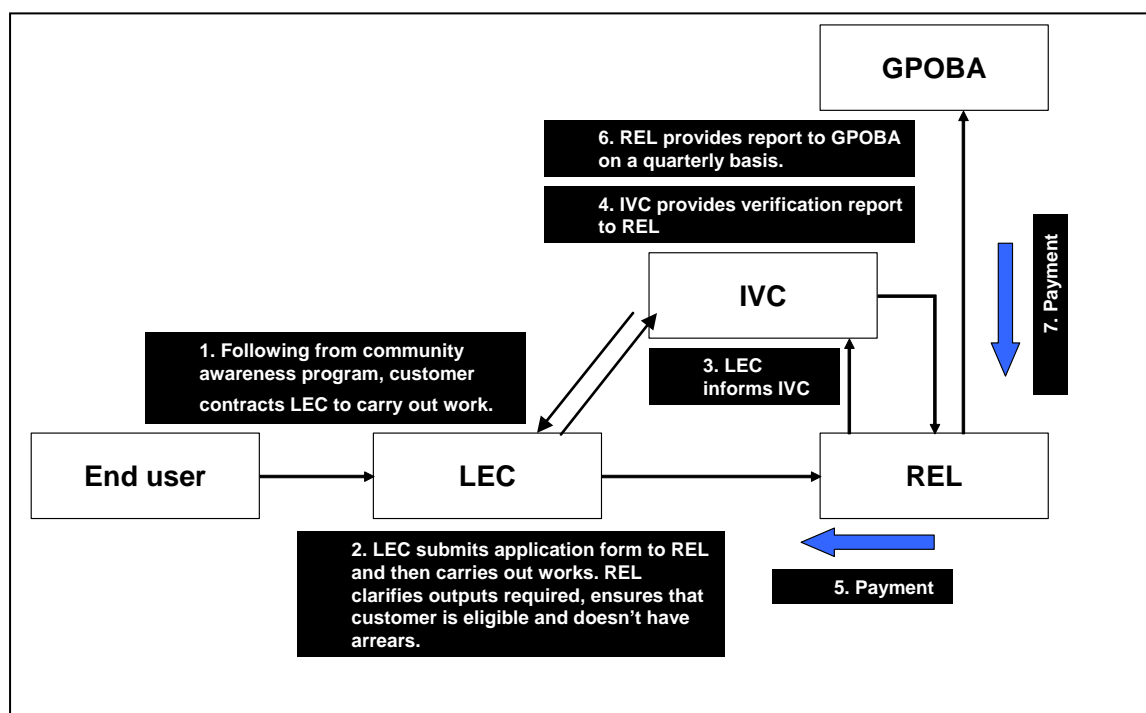 GPOBA
6. REL provides report to GPOBA
on a quarterly basis.
4. IVC provides verification report
to REL
7. Payment
IVC
1. Following from community
awareness program, customer
contracts LEC to carry out work.
3. LEC
informs IVC
End user
LEC
REL
2. LEC submits application form to REL
and then carries out works. REL
clarifies outputs required, ensures that
customer is eligible and doesn’t have
arrears.
5. Payment